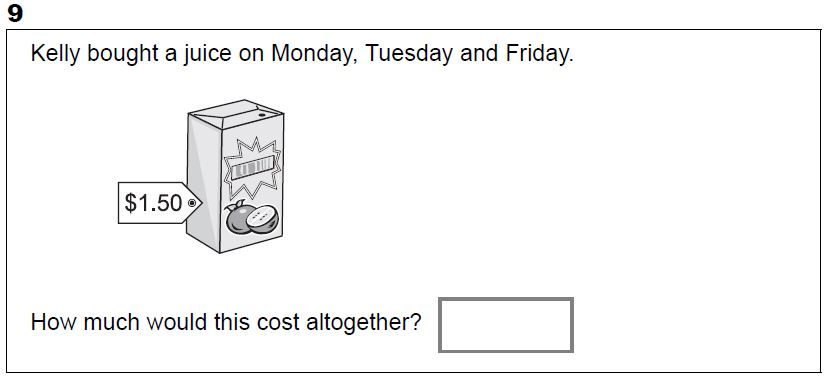 9
Kelly bought a juice on Monday, Tuesday and Friday.
$1.50
How much would this cost altogether?